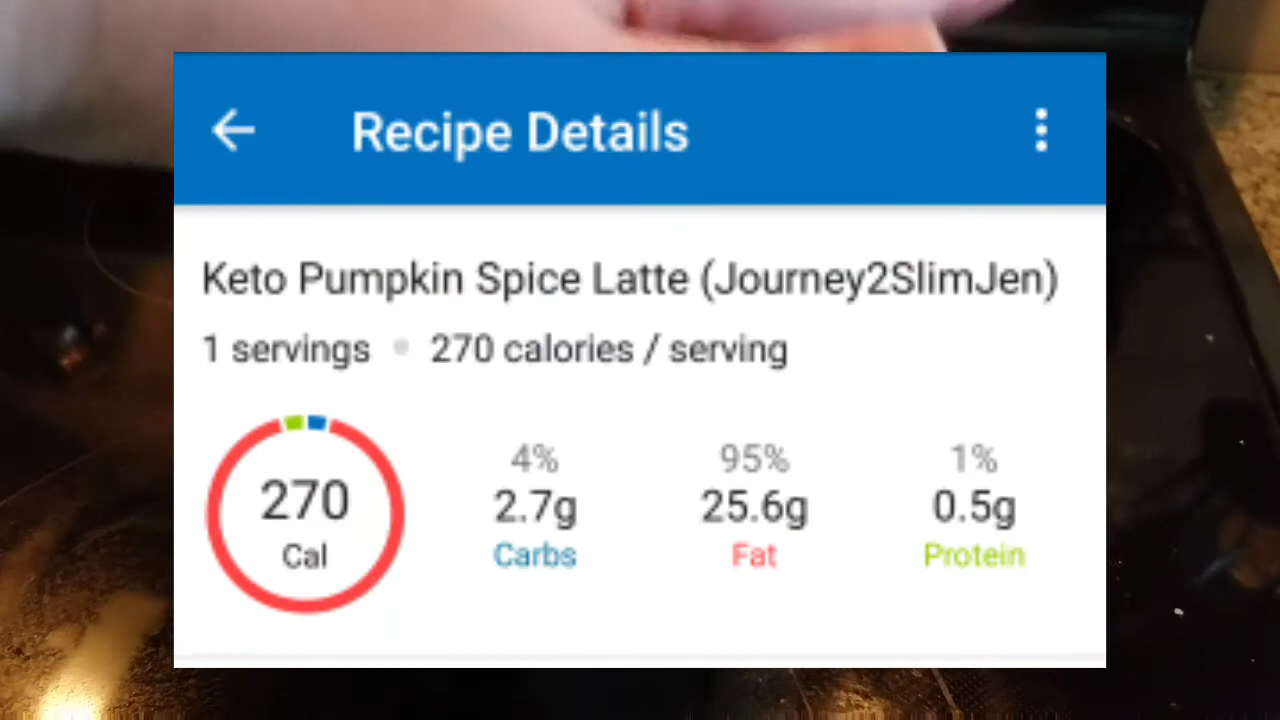 Recipe Details
Keto Pumpkin Spice Latte (Journey2SlimJen)
1 servings 270 calories / serving
270
Cal
4%
2.7g
Carbs
95%
25.6g
Fat
1%
0.5g
Protein